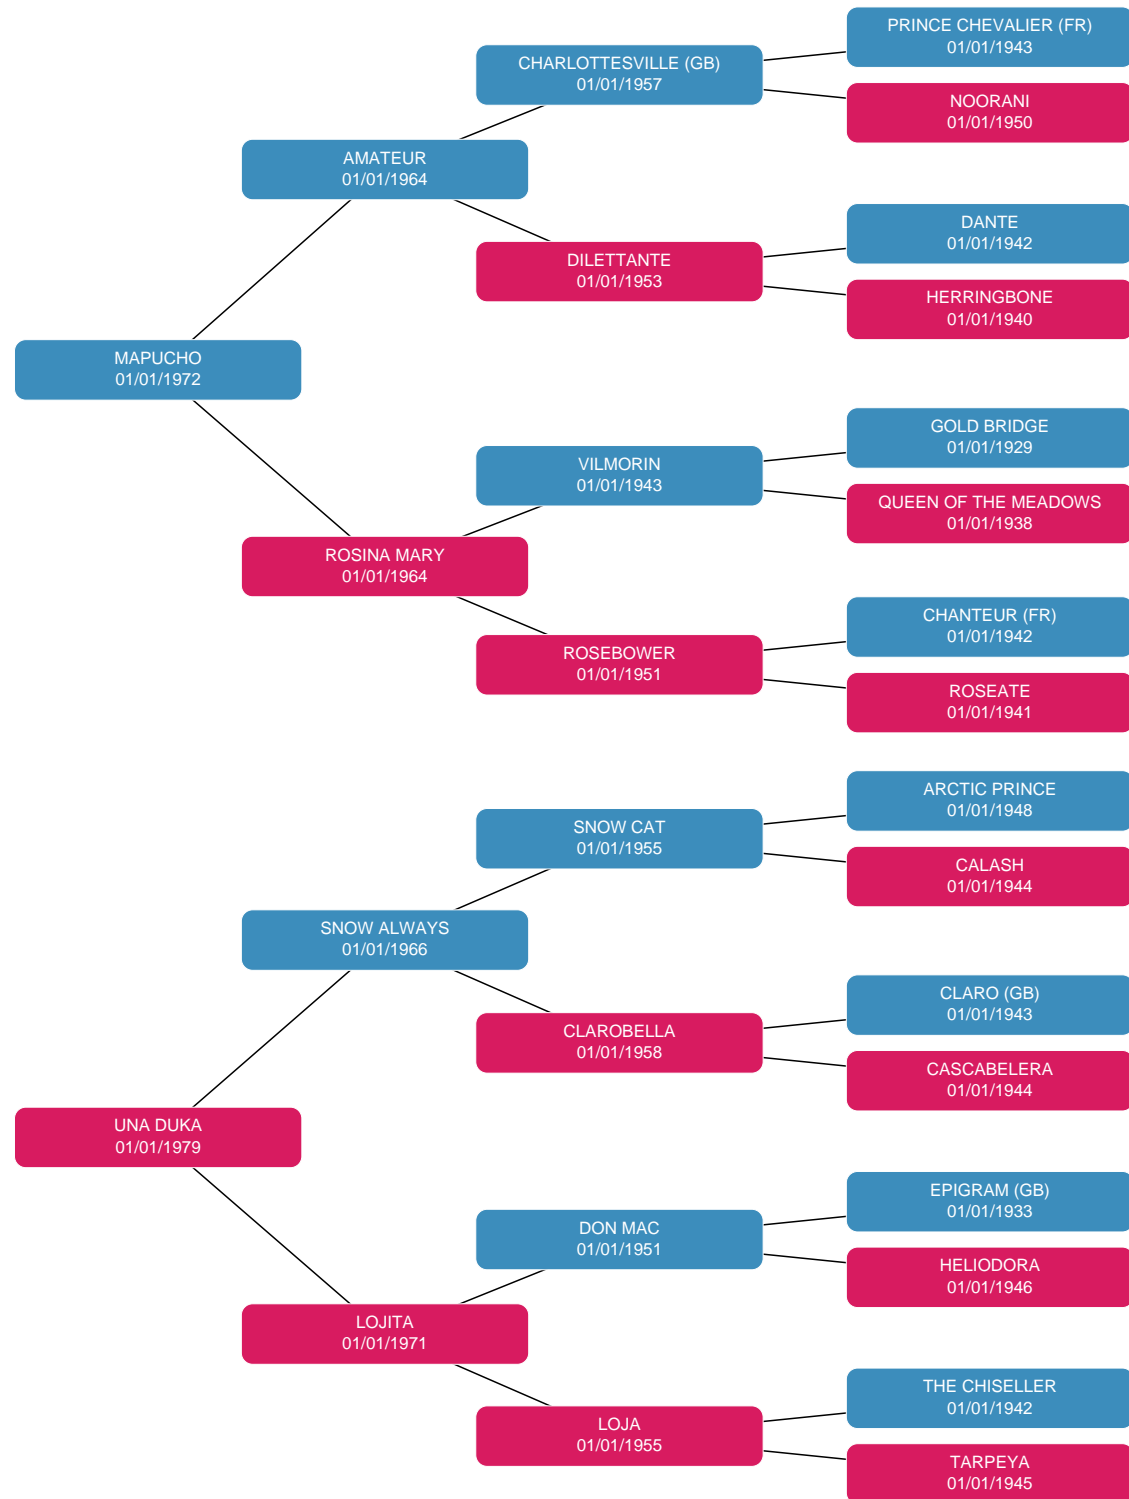 PRINCE CHEVALIER (FR)
01/01/1943
CHARLOTTESVILLE (GB)
01/01/1957
NOORANI
01/01/1950
AMATEUR
01/01/1964
DANTE
01/01/1942
DILETTANTE
01/01/1953
HERRINGBONE
01/01/1940
MAPUCHO
01/01/1972
GOLD BRIDGE
01/01/1929
VILMORIN
01/01/1943
QUEEN OF THE MEADOWS
01/01/1938
ROSINA MARY
01/01/1964
CHANTEUR (FR)
01/01/1942
ROSEBOWER
01/01/1951
ROSEATE
01/01/1941
ARCTIC PRINCE
01/01/1948
SNOW CAT
01/01/1955
CALASH
01/01/1944
SNOW ALWAYS
01/01/1966
CLARO (GB)
01/01/1943
CLAROBELLA
01/01/1958
CASCABELERA
01/01/1944
UNA DUKA
01/01/1979
EPIGRAM (GB)
01/01/1933
DON MAC
01/01/1951
HELIODORA
01/01/1946
LOJITA
01/01/1971
THE CHISELLER
01/01/1942
LOJA
01/01/1955
TARPEYA
01/01/1945